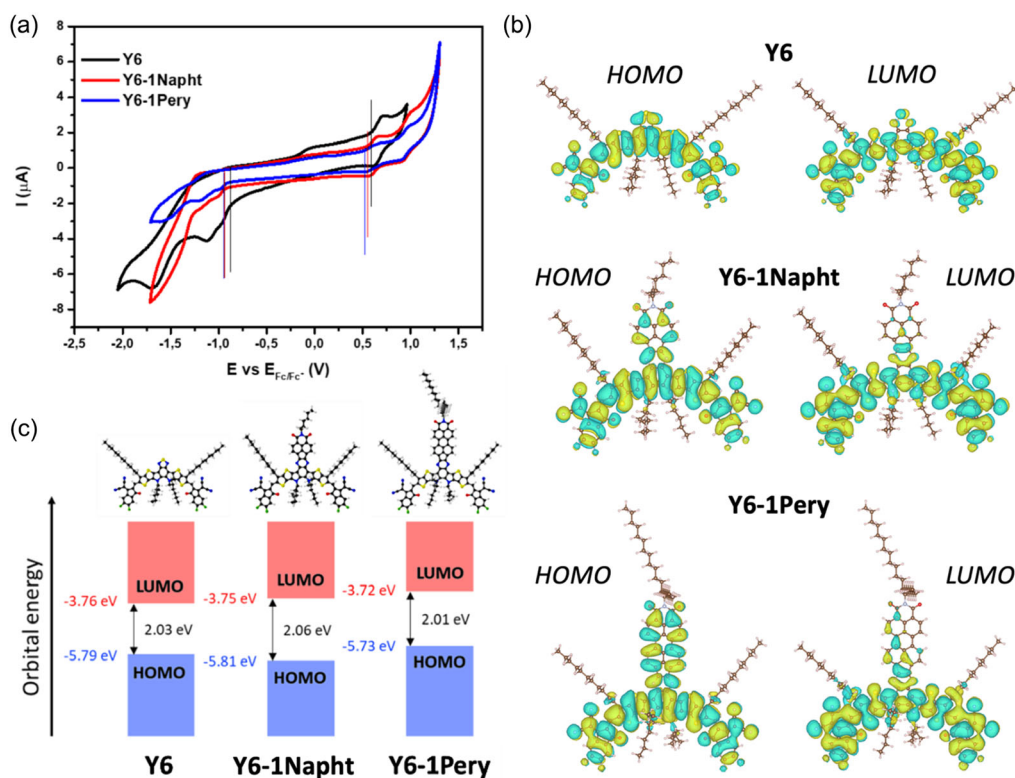 (a)
8
6
4
2
0
-2
-4
-6
-8
I (µA)
Y6
Y6-1Napht
Y6-1Pery
-2,5 -2,0 -1,5 -1,0 -0,5 0,0 0,5 1,0 1,5
E vs E_Fc/Fc- (V)
(b)
Y6
HOMO LUMO
HOMO Y6-1Napht LUMO
Y6-1Pery
HOMO LUMO
(c)
Orbital energy
LUMO LUMO LUMO
-3.76 eV -3.75 eV -3.72 eV
2.03 eV 2.06 eV 2.01 eV
-5.79 eV -5.81 eV -5.73 eV
HOMO HOMO HOMO
Y6 Y6-1Napht Y6-1Pery